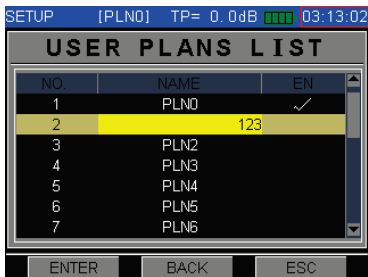 SETUP [PLN0] TP= 0.0dB 03:13:02
USER PLANS LIST
NO. NAME EN
1 PLN0 ✓
2 123
3 PLN2
4 PLN3
5 PLN4
6 PLN5
7 PLN6
ENTER BACK ESC